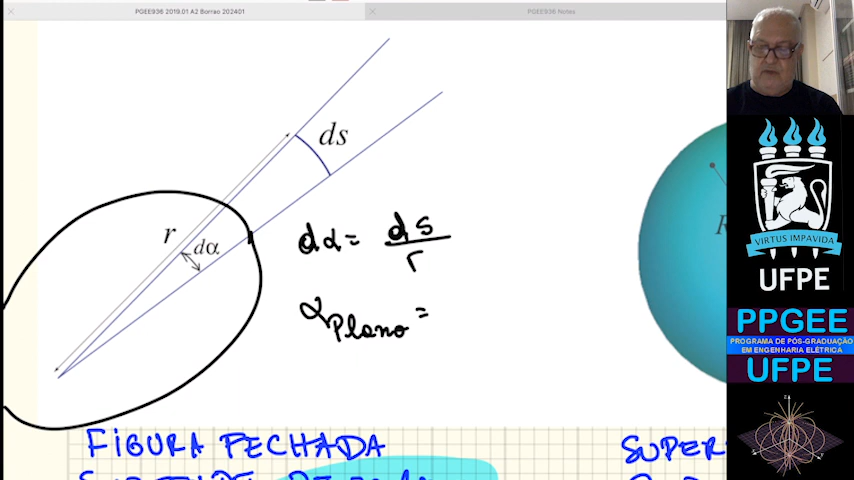 PGEE936 2019.01 A2 Borrao 202401
PGEE936 Notes
ds
r
dα
dα = ds
r
α Plano =
R
FIGURA FECHADA
SUPER
VIRTUS IMPAVIDA
UFPE
PPGEE
PROGRAMA DE PÓS-GRADUAÇÃO
EM ENGENHARIA ELÉTRICA
UFPE